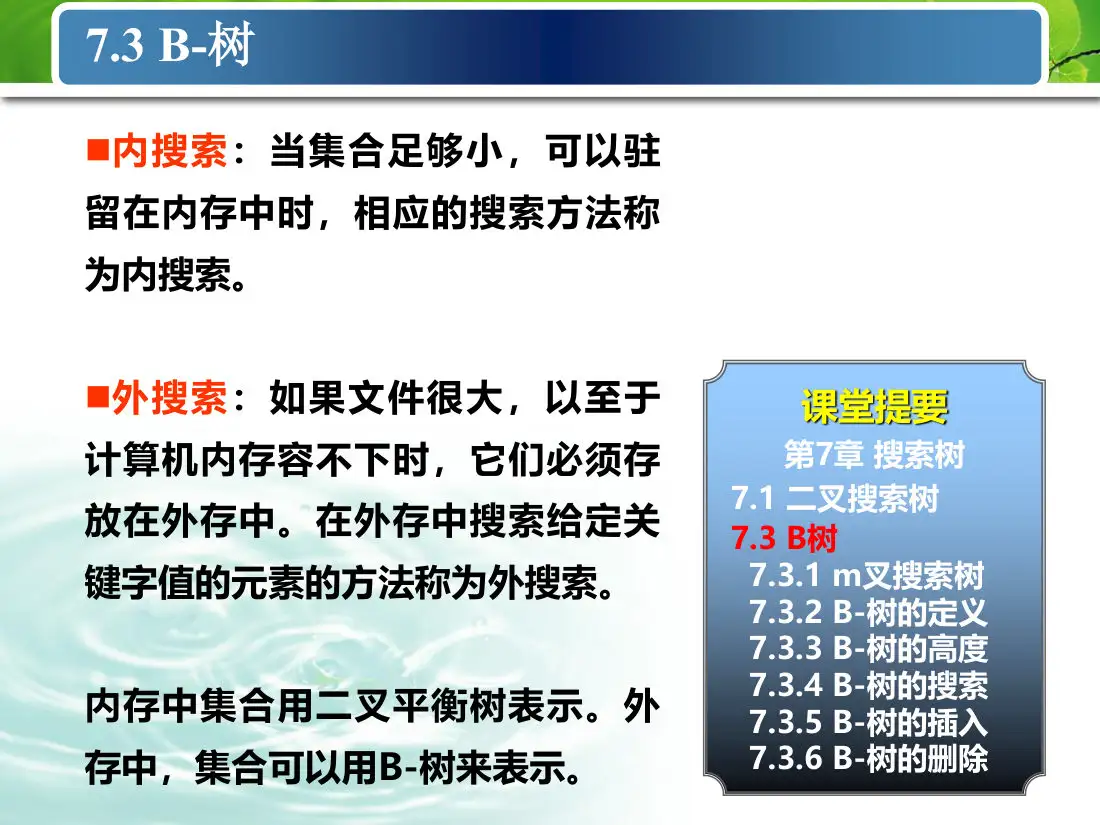 7.3 B-树
■内搜索：当集合足够小，可以驻
留在内存中时，相应的搜索方法称
为内搜索。
■外搜索：如果文件很大，以至于
计算机内存容不下时，它们必须存
放在外存中。在外存中搜索给定关
键字值的元素的方法称为外搜索。
内存中集合用二叉平衡树表示。外
存中，集合可以用B-树来表示。
课堂提要
第7章 搜索树
7.1 二叉搜索树
7.3 B树
7.3.1 m叉搜索树
7.3.2 B-树的定义
7.3.3 B-树的高度
7.3.4 B-树的搜索
7.3.5 B-树的插入
7.3.6 B-树的删除